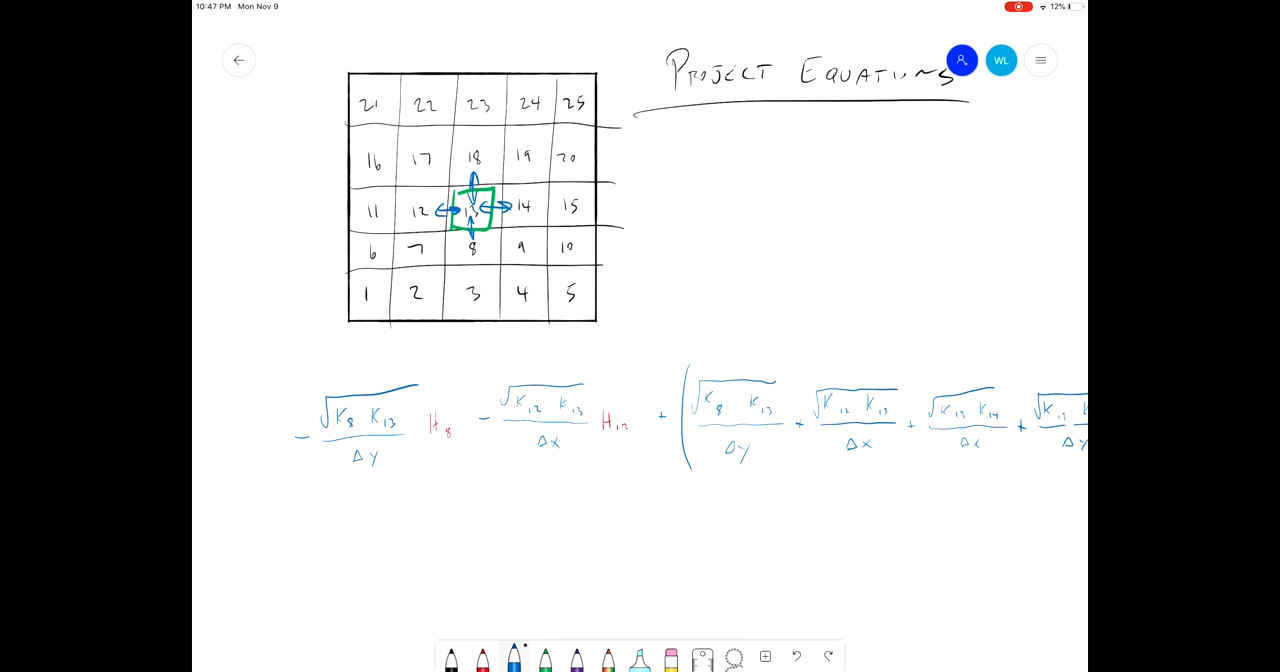 10:47 PM Mon Nov 9
12%
WL
PROJECT EQUATIONS
21 22 23 24 25
16 17 18 19 20
11 12 13 14 15
6 7 8 9 10
1 2 3 4 5
- √(K₈ K₁₃) / ΔY H₈ - √(K₁₂ K₁₃) / ΔX H₁₂ + ( √(K₈ K₁₃) / ΔY + √(K₁₂ K₁₃) / ΔX + √(K₁₃ K₁₄) / ΔX + √(K₁₃ K / ΔY